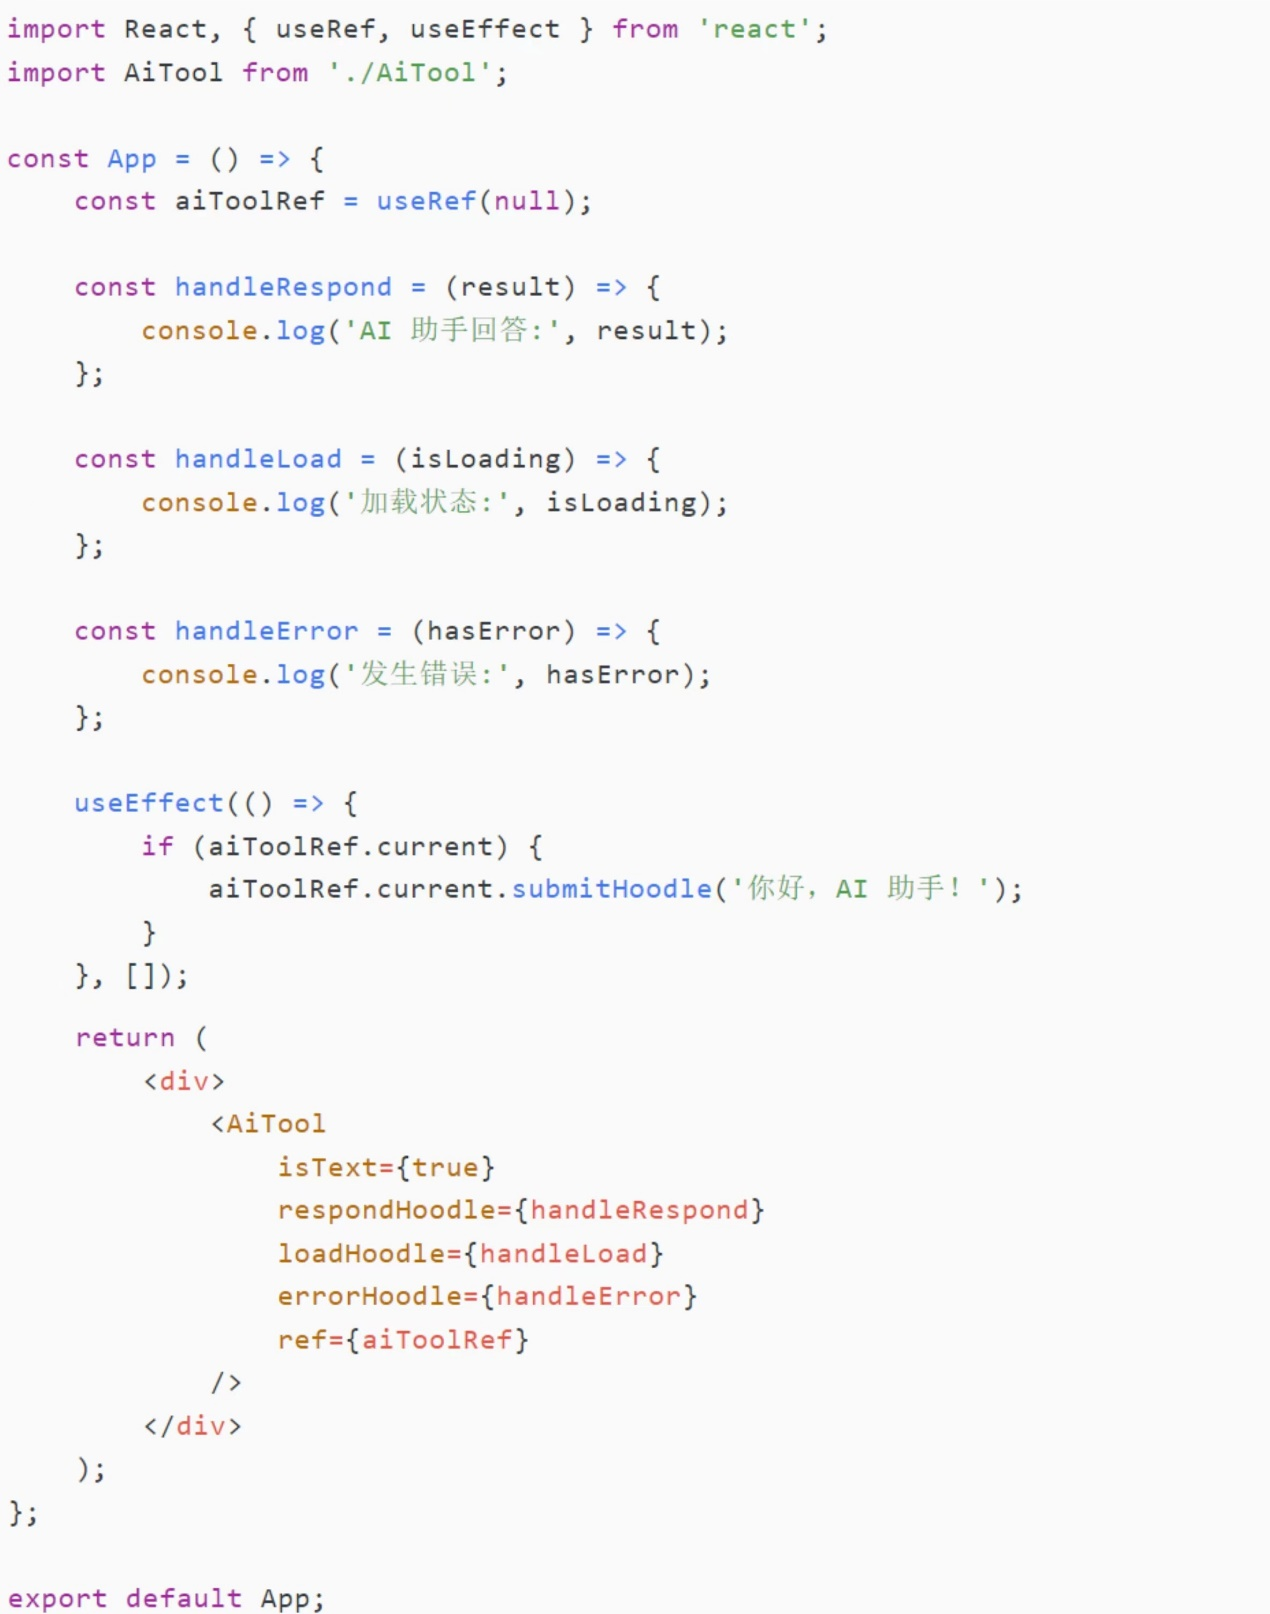 import React, { useRef, useEffect } from 'react';
import AiTool from './AiTool';

const App = () => {
    const aiToolRef = useRef(null);

    const handleRespond = (result) => {
        console.log('AI 助手回答:', result);
    };

    const handleLoad = (isLoading) => {
        console.log('加载状态:', isLoading);
    };

    const handleError = (hasError) => {
        console.log('发生错误:', hasError);
    };

    useEffect(() => {
        if (aiToolRef.current) {
            aiToolRef.current.submitHoodle('你好，AI 助手！');
        }
    }, []);
    return (
        <div>
            <AiTool
                isText={true}
                respondHoodle={handleRespond}
                loadHoodle={handleLoad}
                errorHoodle={handleError}
                ref={aiToolRef}
            />
        </div>
    );
};

export default App;